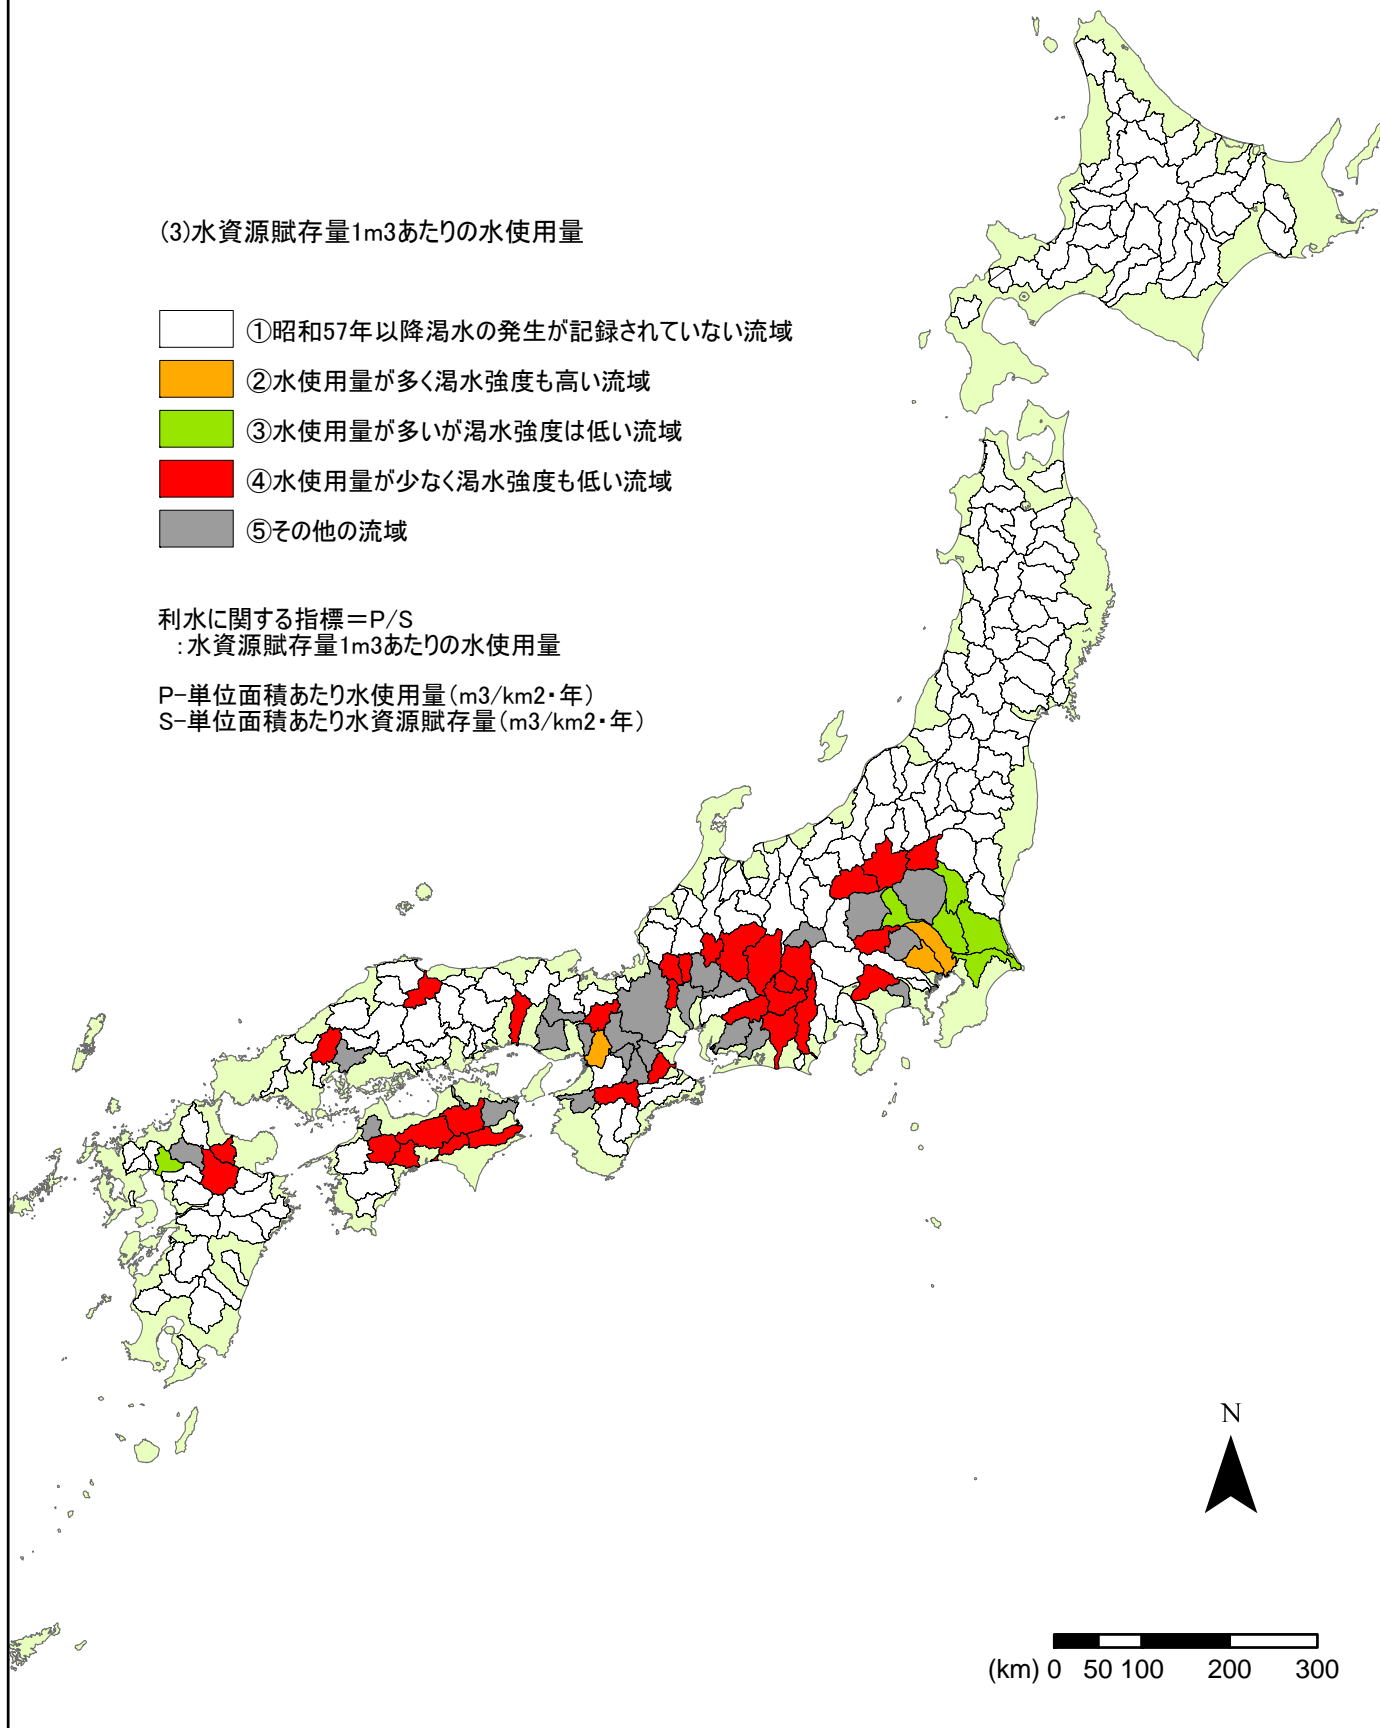 (3)水資源賦存量1m3あたりの水使用量
①昭和57年以降渇水の発生が記録されていない流域
②水使用量が多く渇水強度も高い流域
③水使用量が多いが渇水強度は低い流域
④水使用量が少なく渇水強度も低い流域
⑤その他の流域
利水に関する指標＝P/S
：水資源賦存量1m3あたりの水使用量
P-単位面積あたり水使用量（m3/km2・年）
S-単位面積あたり水資源賦存量（m3/km2・年）
N
(km) 0 50 100 200 300